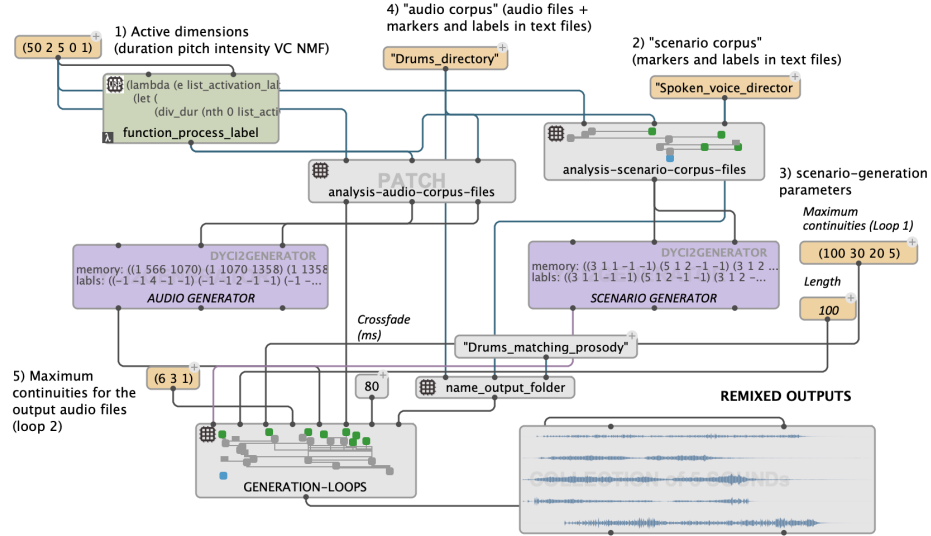 4) "audio corpus" (audio files +
markers and labels in text files)
1) Active dimensions
(duration pitch intensity VC NMF)
(50 2 5 0 1)
2) "scenario corpus"
(markers and labels in text files)
"Drums_directory"
"Spoken_voice_director
(lambda (e list_activation_lal
(let (
(div_dur (nth 0 list_acti
function_process_label
analysis-scenario-corpus-files
PATCH
analysis-audio-corpus-files
3) scenario-generation
parameters
Maximum
continuities (Loop 1)
(100 30 20 5)
Length
100
DYCI2GENERATOR
memory: ((1 566 1070) (1 1070 1358) (1 1358
labls: ((-1 -1 4 -1 -1) (-1 -1 2 -1 -1) (-1 -...
AUDIO GENERATOR
DYCI2GENERATOR
memory: ((3 1 1 -1 -1) (5 1 2 -1 -1) (3 1 2 ...
labls: ((3 1 1 -1 -1) (5 1 2 -1 -1) (3 1 2 -...
SCENARIO GENERATOR
Crossfade
(ms)
"Drums_matching_prosody"
5) Maximum
continuities for the
output audio files
(loop 2)
(6 3 1)
80
name_output_folder
REMIXED OUTPUTS
GENERATION-LOOPS
COLLECTION of 5 SOUNDs